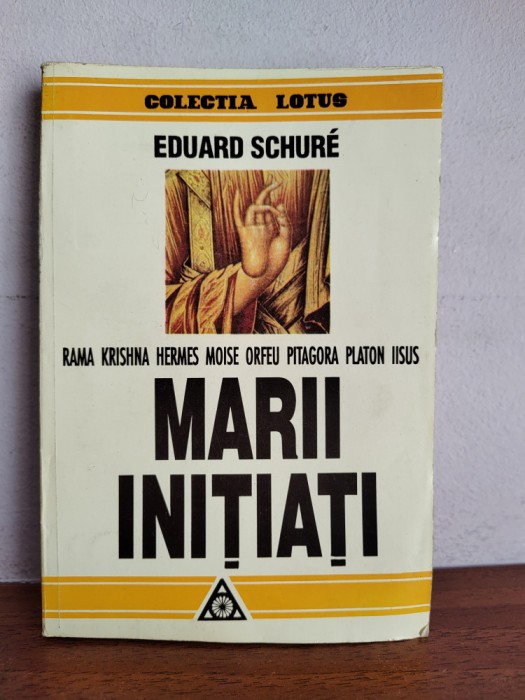 COLECTIA LOTUS
EDUARD SCHURÉ
RAMA KRISHNA HERMES MOISE ORFEU PITAGORA PLATON IISUS
MARII
INIȚIAȚI